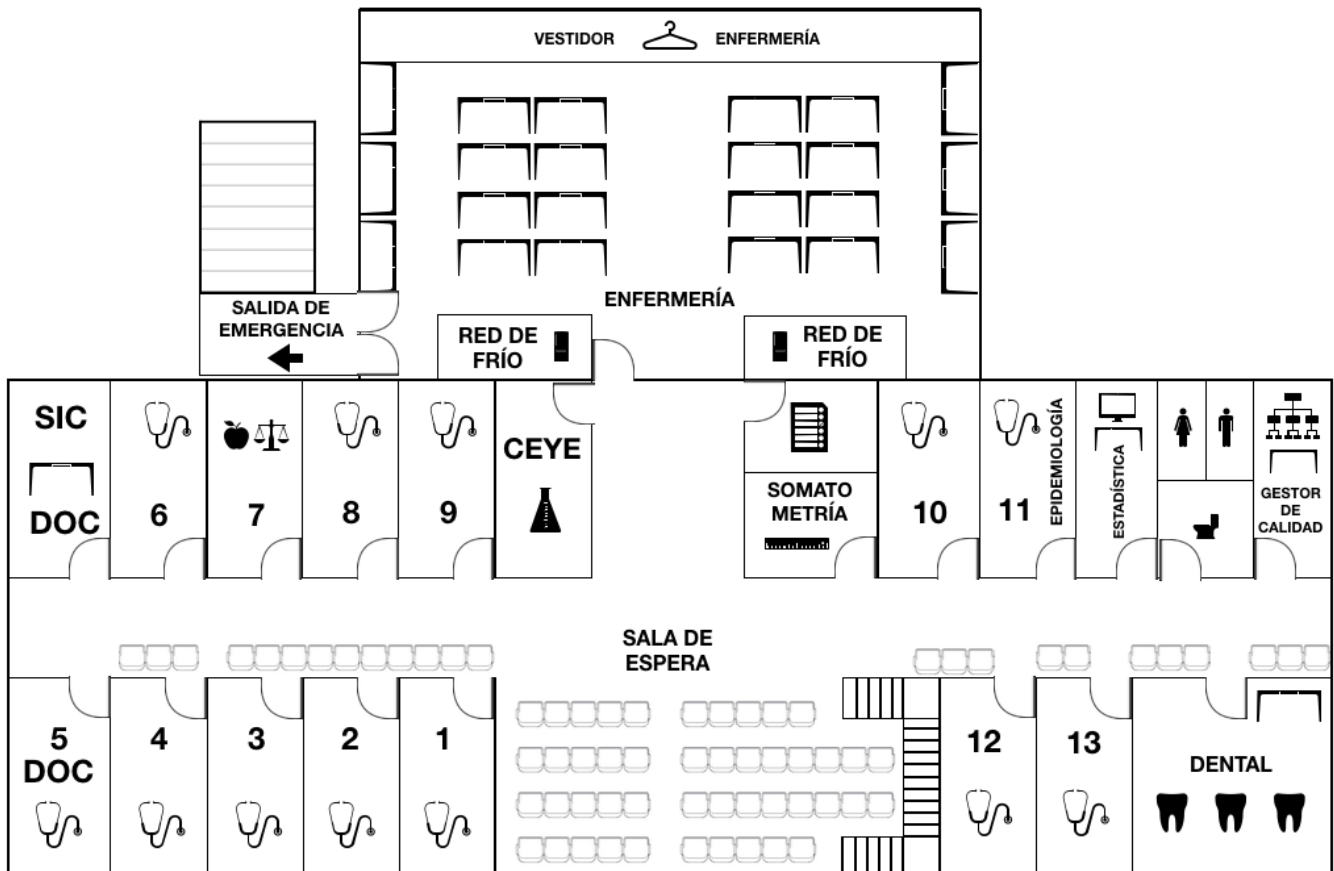 VESTIDOR ENFERMERÍA
SALIDA DE
EMERGENCIA
ENFERMERÍA
RED DE
FRÍO
RED DE
FRÍO
SIC
DOC
6
7
8
9
CEYE
SOMATO
METRÍA
10
11
EPIDEMIOLOGÍA
ESTADÍSTICA
GESTOR
DE
CALIDAD
SALA DE
ESPERA
5
DOC
4
3
2
1
12
13
DENTAL